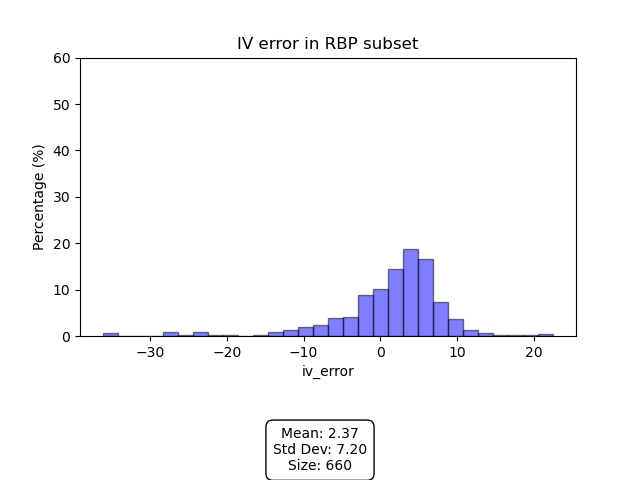 IV error in RBP subset
60
50
40
30
20
10
0
Percentage (%)
−30
−20
−10
0
10
20
iv_error
Mean: 2.37
Std Dev: 7.20
Size: 660